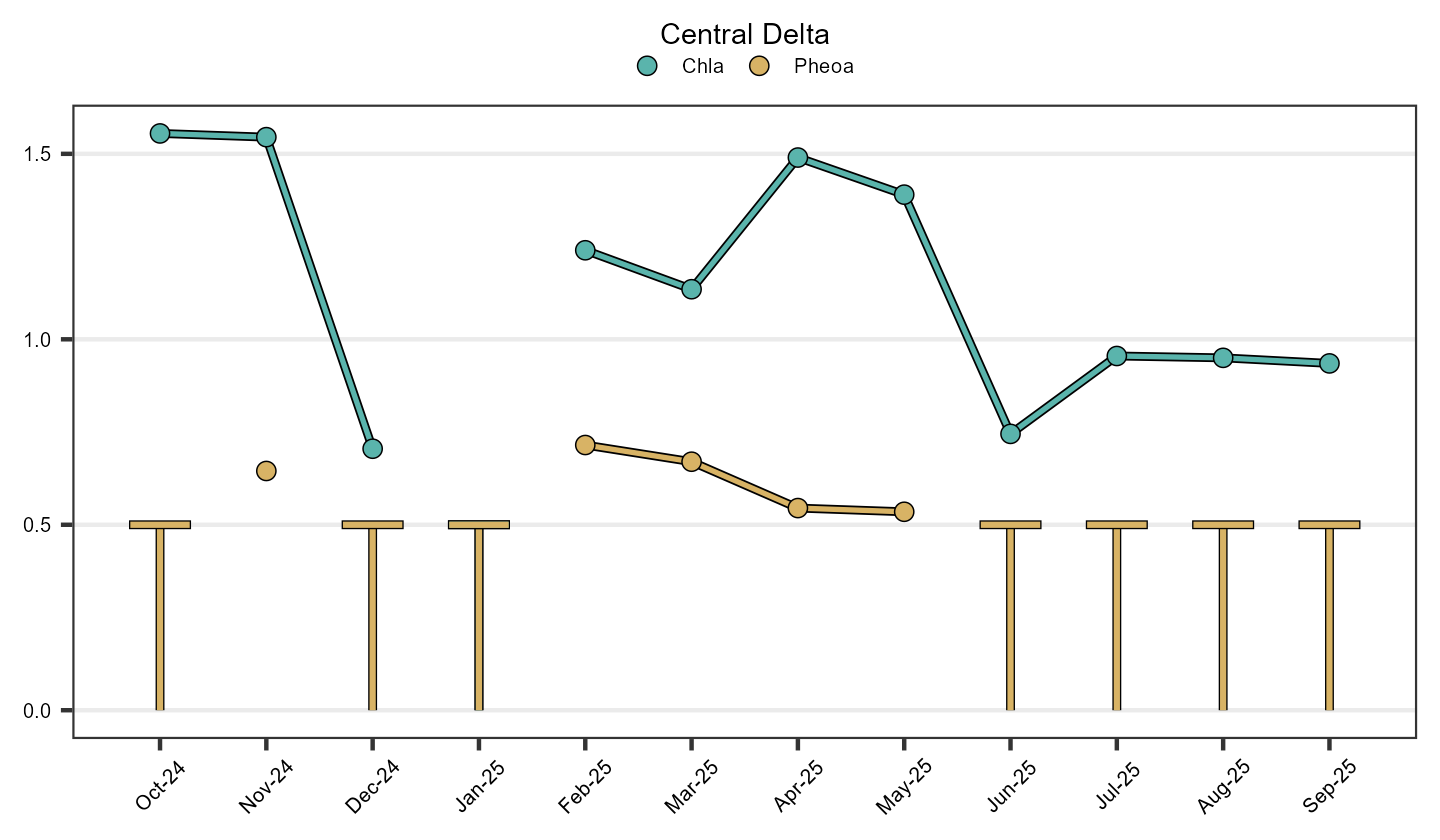 Central Delta
Chla Pheoa
1.5
1.0
0.5
0.0
Oct-24 Nov-24 Dec-24 Jan-25 Feb-25 Mar-25 Apr-25 May-25 Jun-25 Jul-25 Aug-25 Sep-25